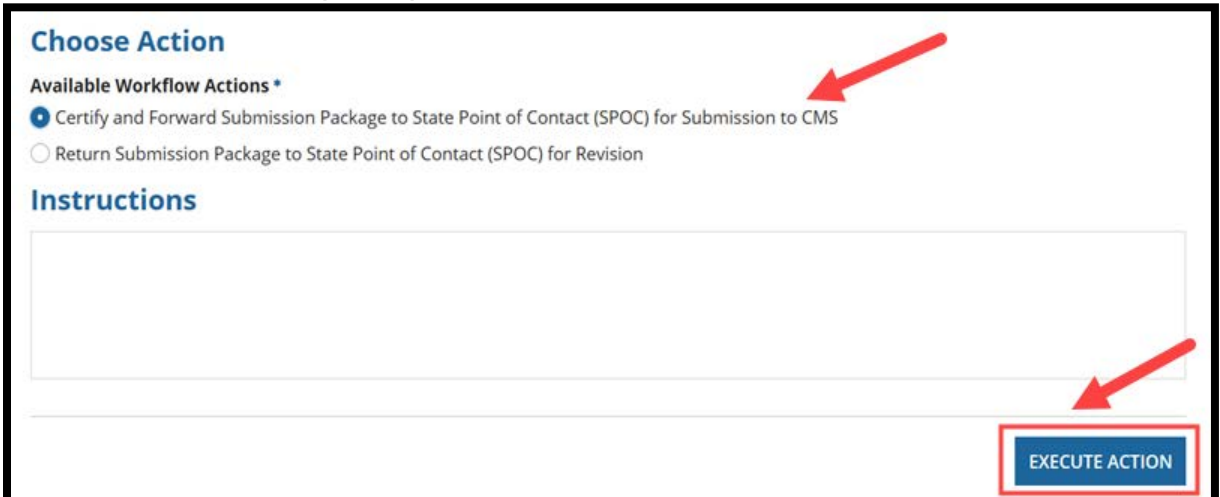 Choose Action
Available Workflow Actions *
Certify and Forward Submission Package to State Point of Contact (SPOC) for Submission to CMS
Return Submission Package to State Point of Contact (SPOC) for Revision
Instructions
EXECUTE ACTION